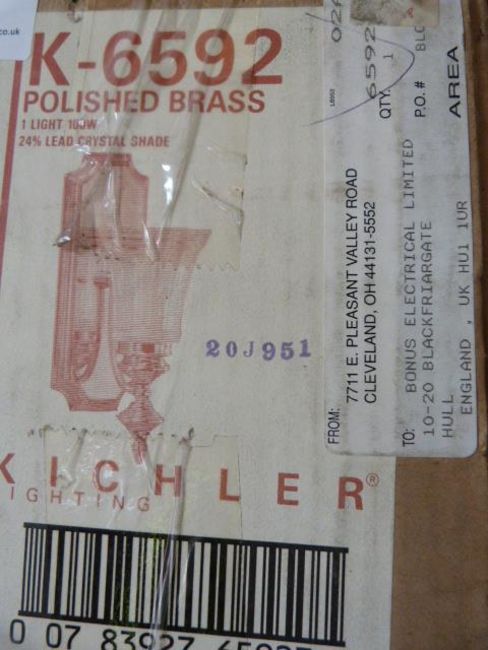 co.uk
K-6592
POLISHED BRASS
1 LIGHT 100W
24% LEAD CRYSTAL SHADE
20J951
KICHLER®
LIGHTING
0 07 83927
6592
QTY. 1
P.O. #
AREA
FROM:
7711 E. PLEASANT VALLEY ROAD
CLEVELAND, OH 44131-5552
TO:
BONUS ELECTRICAL LIMITED
10-20 BLACKFRIARGATE
HULL
ENGLAND , UK HU1 1UR